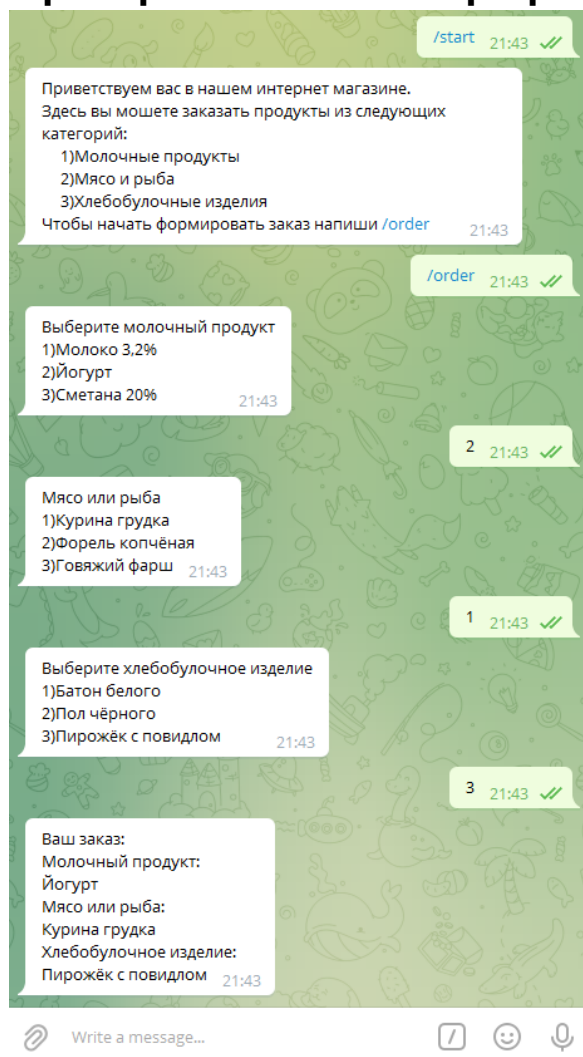 /start 21:43
Приветствуем вас в нашем интернет магазине.
Здесь вы мошете заказать продукты из следующих
категорий:
1)Молочные продукты
2)Мясо и рыба
3)Хлебобулочные изделия
Чтобы начать формировать заказ напиши /order 21:43
/order 21:43
Выберите молочный продукт
1)Молоко 3,2%
2)Йогурт
3)Сметана 20% 21:43
2 21:43
Мясо или рыба
1)Курина грудка
2)Форель копчёная
3)Говяжий фарш 21:43
1 21:43
Выберите хлебобулочное изделие
1)Батон белого
2)Пол чёрного
3)Пирожёк с повидлом 21:43
3 21:43
Ваш заказ:
Молочный продукт:
Йогурт
Мясо или рыба:
Курина грудка
Хлебобулочное изделие:
Пирожёк с повидлом 21:43
Write a message...